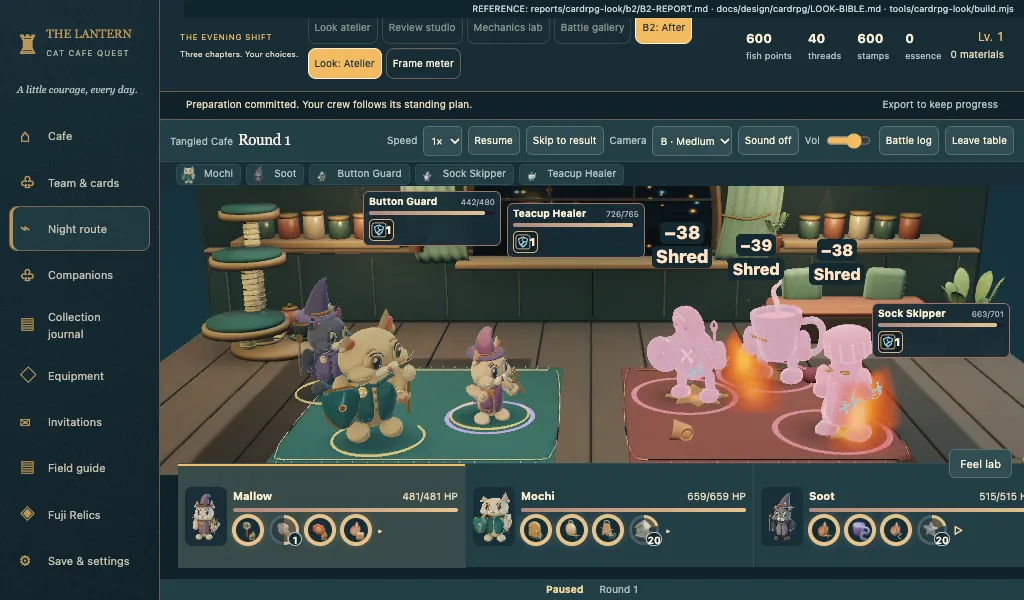 REFERENCE: reports/cardrpg-look/b2/B2-REPORT.md · docs/design/cardrpg/LOOK-BIBLE.md · tools/cardrpg-look/build.mjs
THE LANTERN
CAT CAFE QUEST
A little courage, every day.
Cafe
Team & cards
Night route
Companions
Collection
journal
Equipment
Invitations
Field guide
Fuji Relics
Save & settings
THE EVENING SHIFT
Three chapters. Your choices.
Look atelier
Review studio
Mechanics lab
Battle gallery
B2: After
Look: Atelier
Frame meter
600
fish points
40
threads
600
stamps
0
essence
Lv. 1
0 materials
Preparation committed. Your crew follows its standing plan.
Export to keep progress
Tangled Cafe Round 1
Speed
1x
Resume
Skip to result
Camera
B · Medium
Sound off
Vol
Battle log
Leave table
Mochi
Soot
Button Guard
Sock Skipper
Teacup Healer
Button Guard 442/480
1
Teacup Healer 726/765
1
−38
Shred
−39
Shred
−38
Shred
Sock Skipper 663/701
1
Feel lab
Mallow 481/481 HP
1
Mochi 659/659 HP
20
Soot 515/515 H
20
Paused Round 1